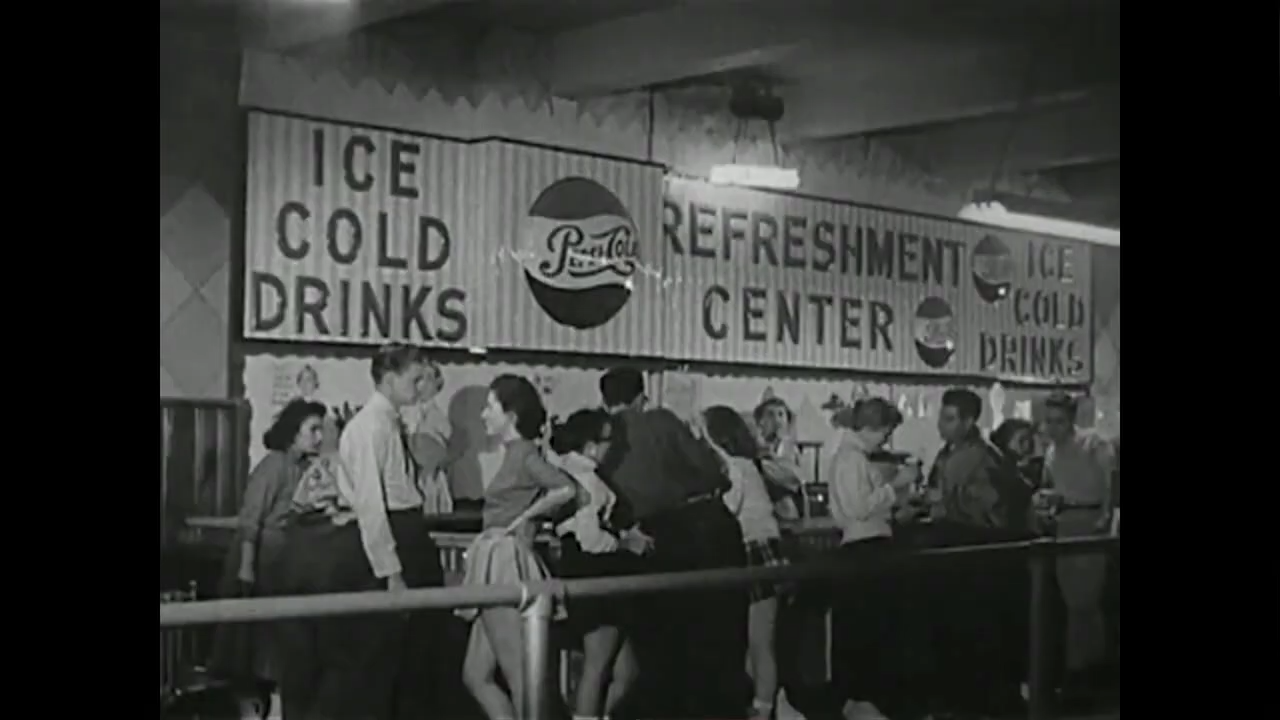 ICE
COLD
DRINKS
Pepsi-Cola
REFRESHMENT
CENTER
ICE
COLD
DRINKS